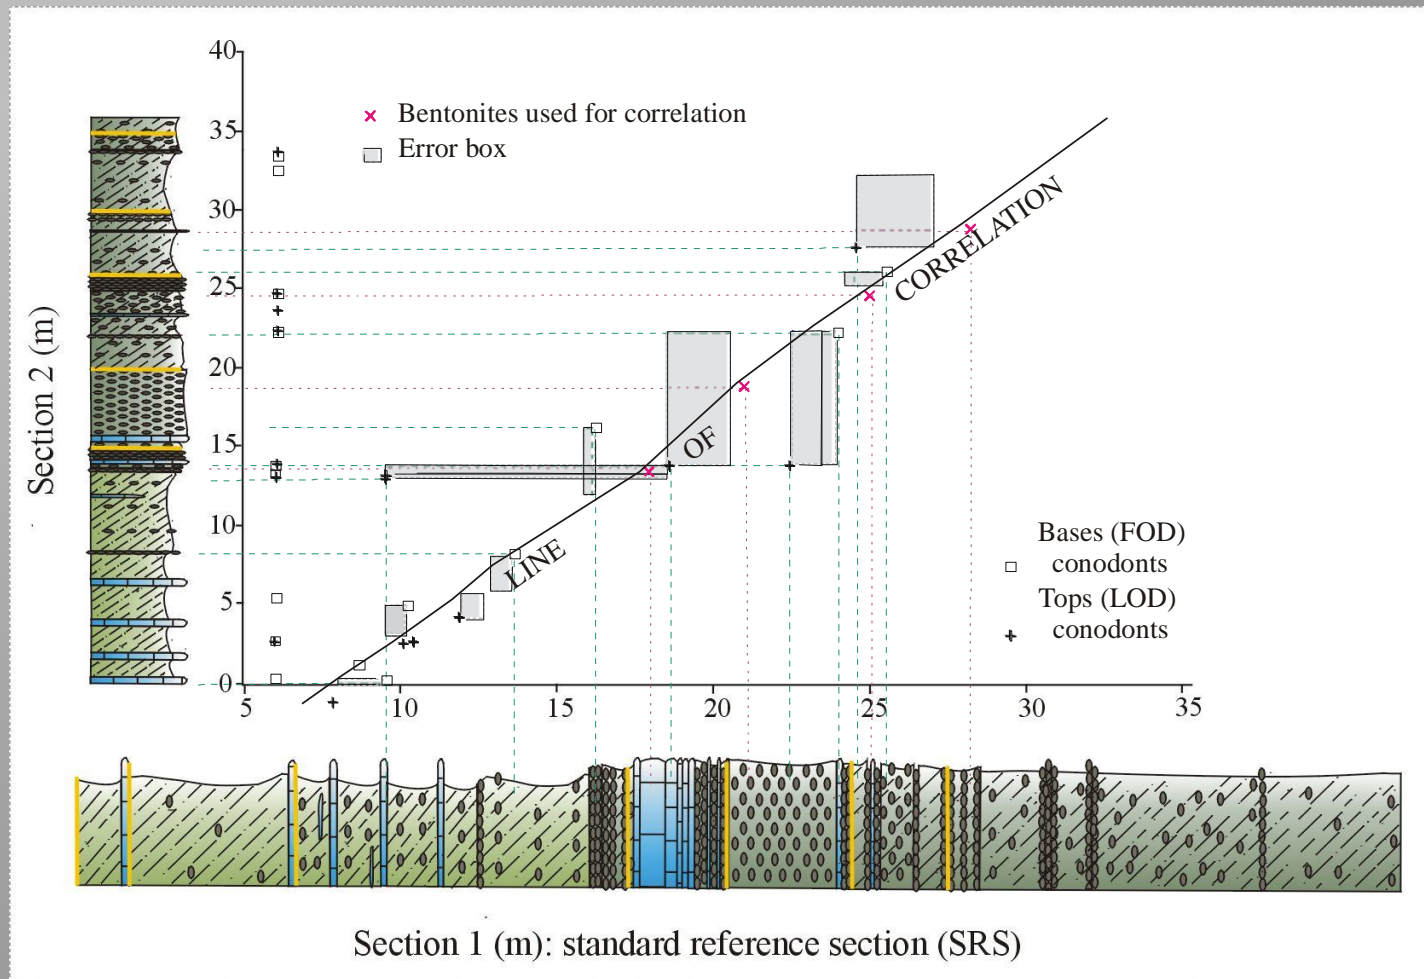 40
35
30
25
20
15
10
5
0
Bentonites used for correlation
Error box
LINE
OF
CORRELATION
Bases (FOD)
conodonts
Tops (LOD)
conodonts
Section 2 (m)
5
10
15
20
25
30
35
Section 1 (m): standard reference section (SRS)